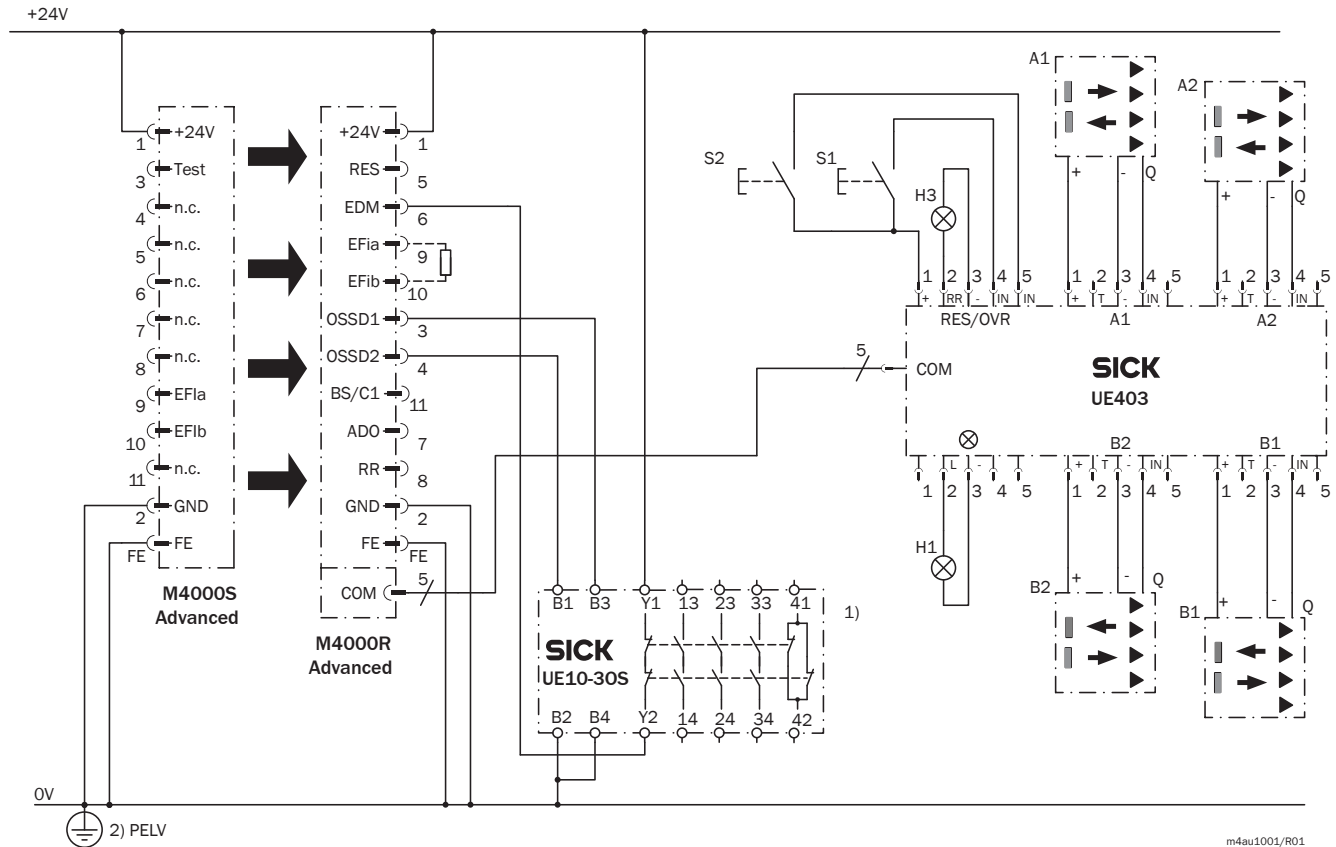 +24V
A1
A2
+ - Q
+ - Q
S2
S1
H3
1 +24V
3 Test
4 n.c.
5 n.c.
6 n.c.
7 n.c.
8 n.c.
9 EFIa
10 EFIb
11 n.c.
2 GND
FE FE
M4000S
Advanced
+24V 1
RES 5
EDM 6
EFia 9
EFib 10
OSSD1 3
OSSD2 4
BS/C1 11
ADO 7
RR 8
GND 2
FE FE
COM 5
M4000R
Advanced
1 2 3 4 5
+ RR - IN IN
RES/OVR
1 2 3 4 5
+ T - IN
A1
1 2 3 4 5
+ T - IN
A2
5
COM
SICK
UE403
B2
B1
L -
1 2 3 4 5
+ T - IN
1 2 3 4 5
+ T - IN
1 2 3 4 5
H1
B2
+ - Q
B1
+ - Q
B1 B3 Y1 13 23 33 41
1)
SICK
UE10-3OS
B2 B4 Y2 14 24 34 42
0V
2) PELV
m4au1001/R01